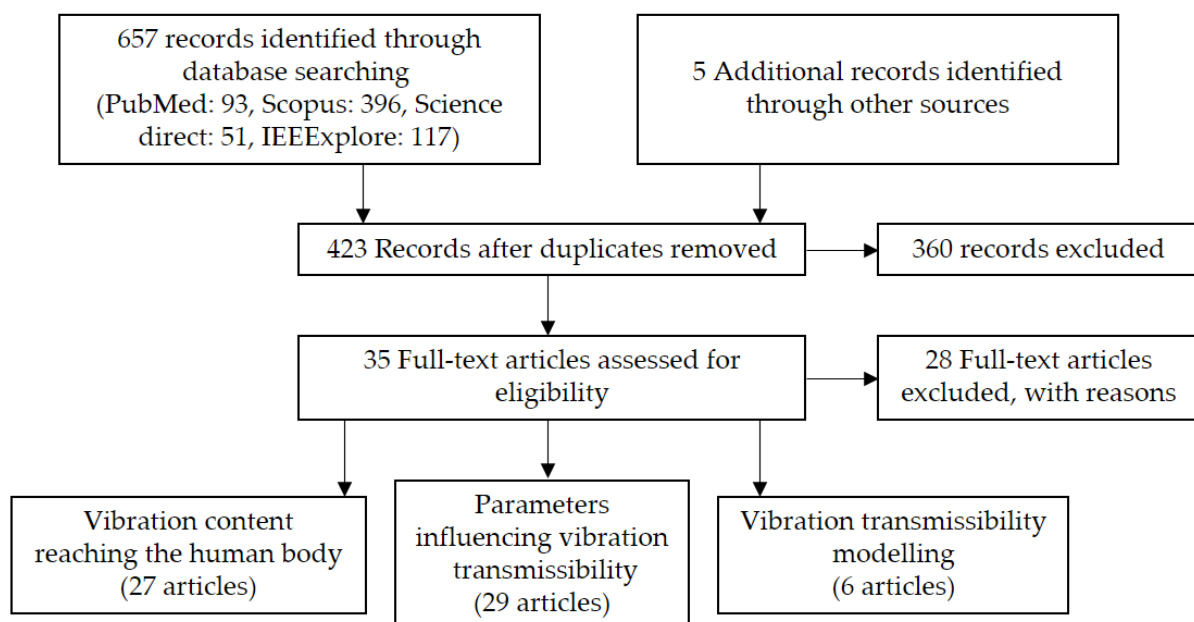 657 records identified through
database searching
(PubMed: 93, Scopus: 396, Science
direct: 51, IEEExplore: 117)
5 Additional records identified
through other sources
423 Records after duplicates removed
360 records excluded
35 Full-text articles assessed for
eligibility
28 Full-text articles
excluded, with reasons
Vibration content
reaching the human body
(27 articles)
Parameters
influencing vibration
transmissibility
(29 articles)
Vibration transmissibility
modelling
(6 articles)